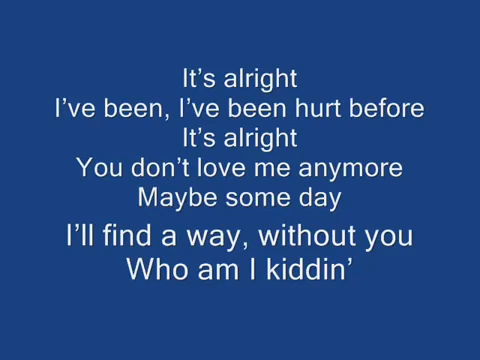 It’s alright
I’ve been, I’ve been hurt before
It’s alright
You don’t love me anymore
Maybe some day
I’ll find a way, without you
Who am I kiddin’